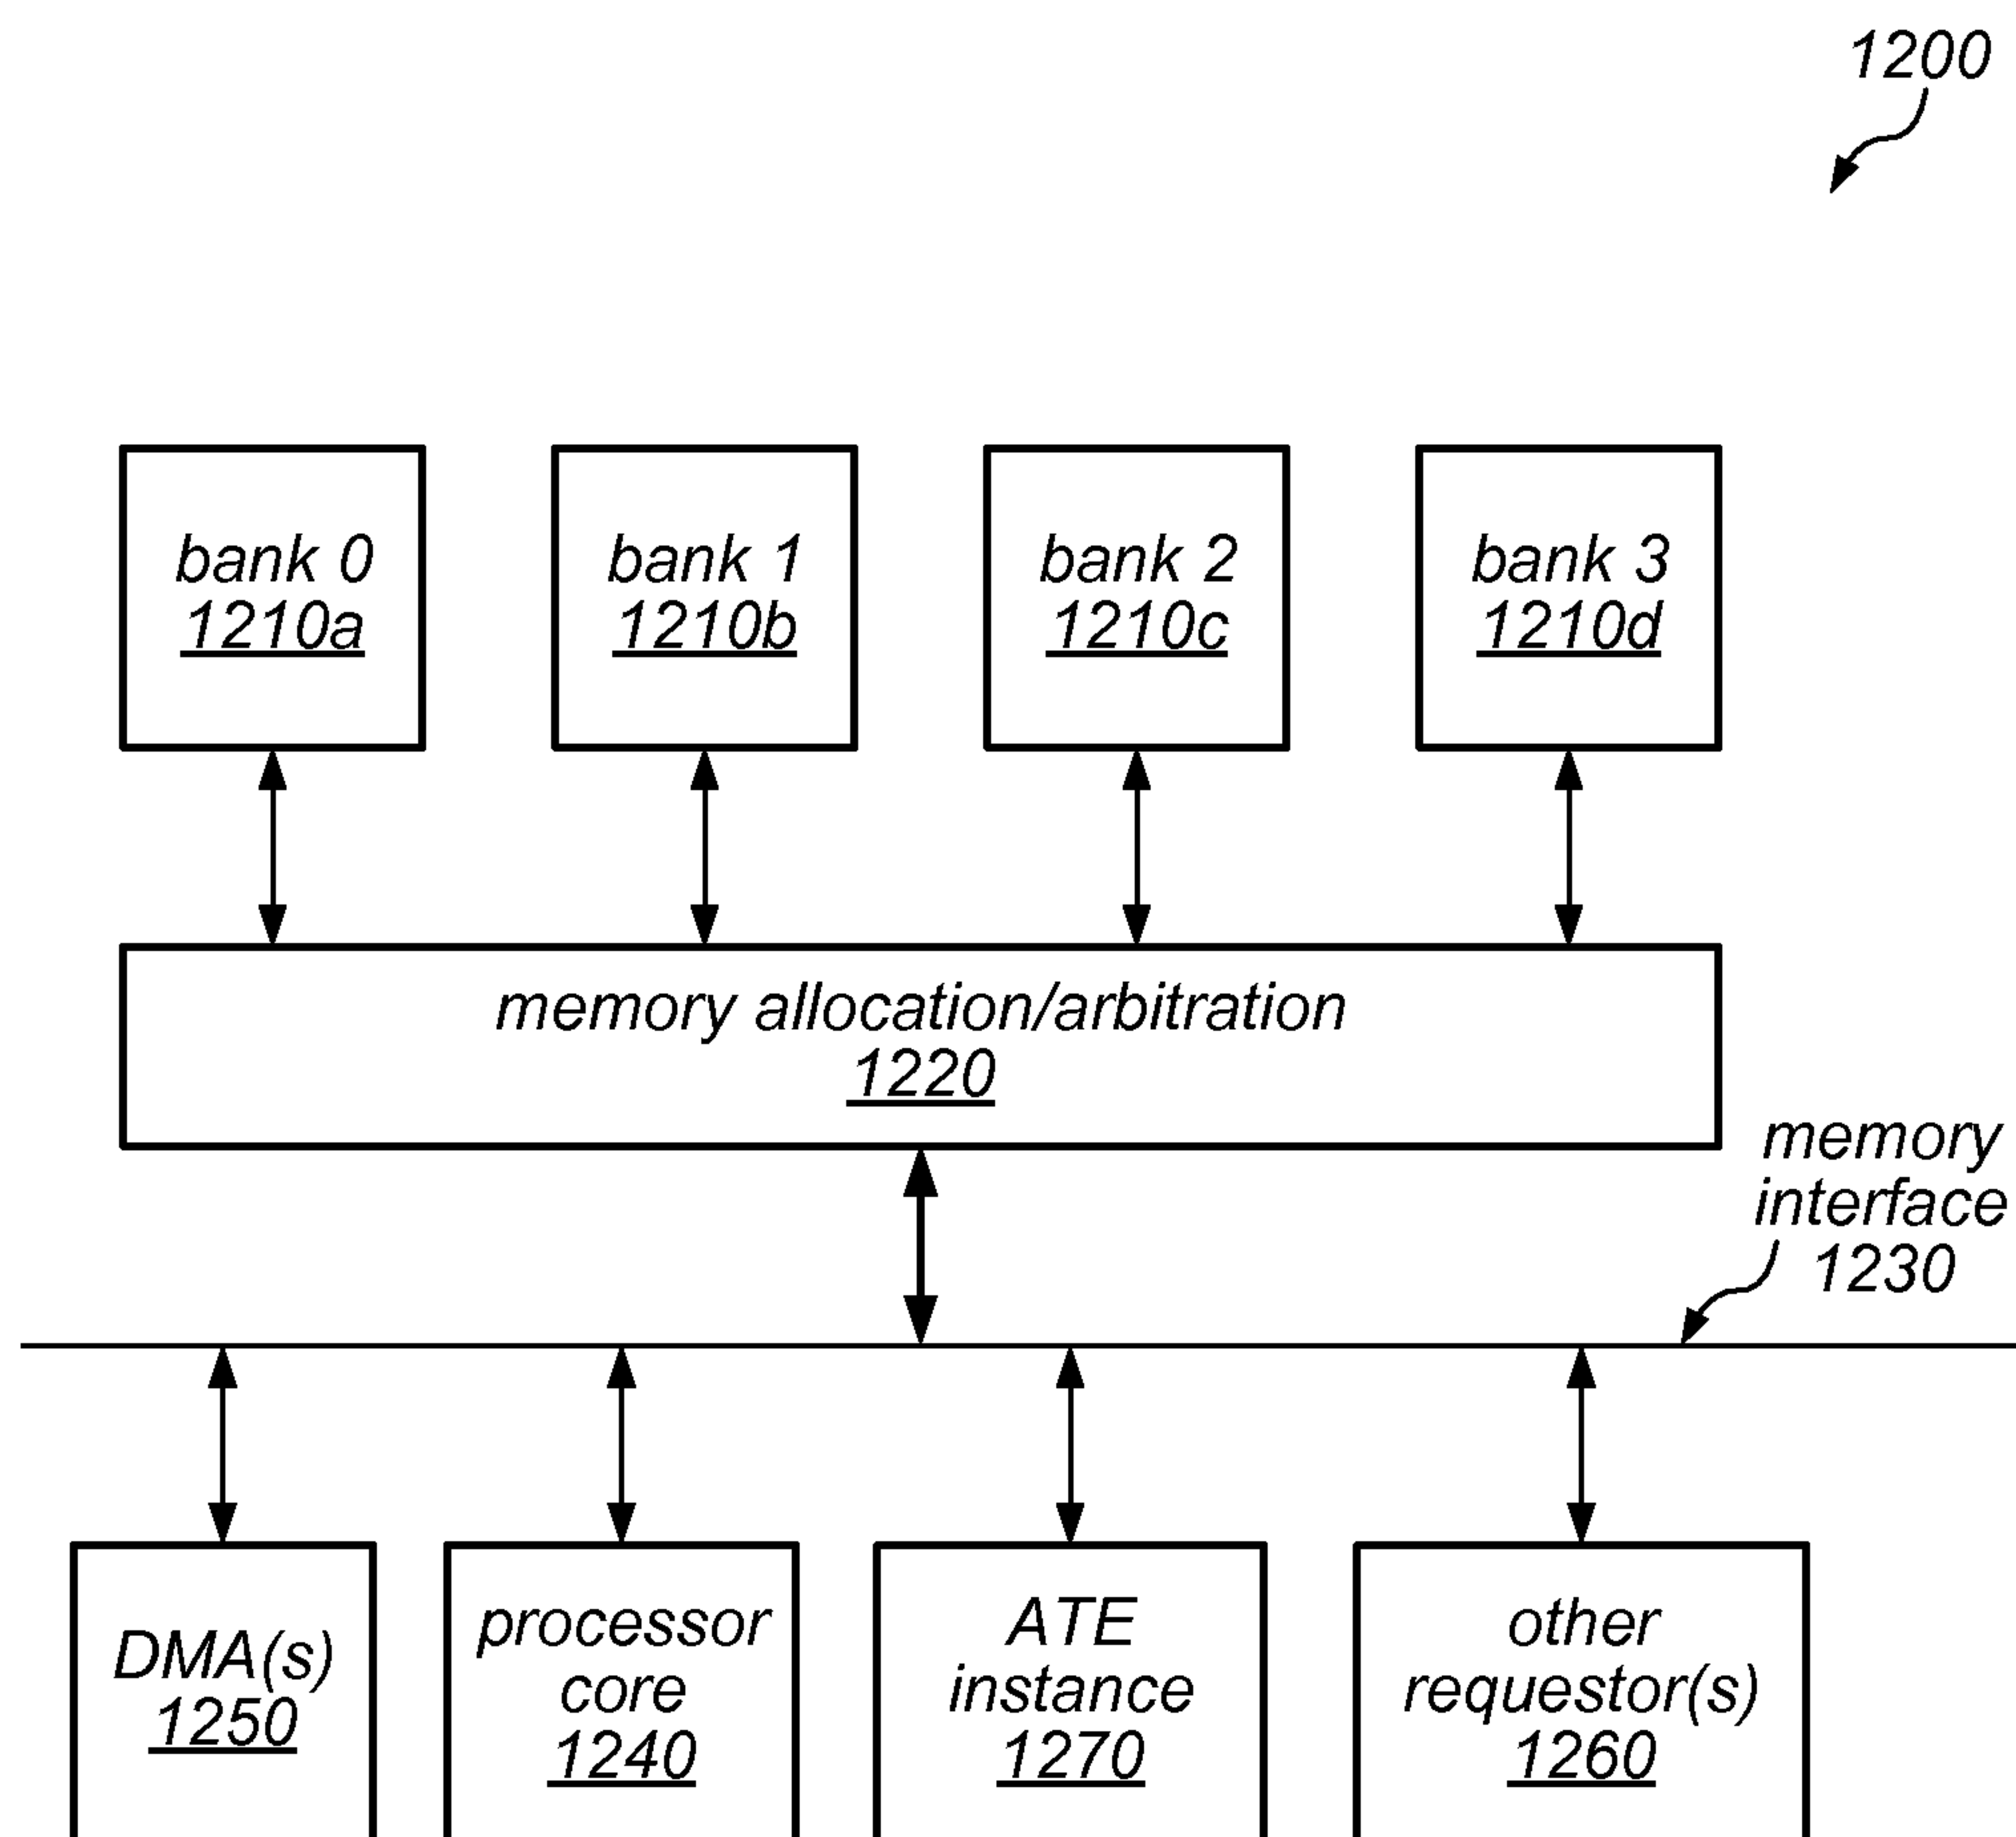 1200
bank 0
1210a
bank 1
1210b
bank 2
1210c
bank 3
1210d
memory allocation/arbitration
1220
memory
interface
1230
DMA(s)
1250
processor
core
1240
ATE
instance
1270
other
requestor(s)
1260